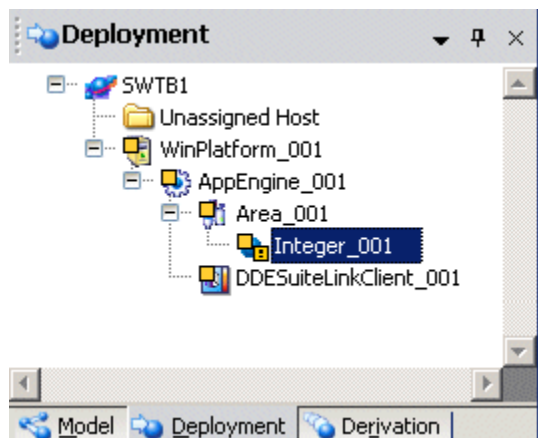 Deployment
SWTB1
Unassigned Host
WinPlatform_001
AppEngine_001
Area_001
Integer_001
DDESuiteLinkClient_001
Model Deployment Derivation